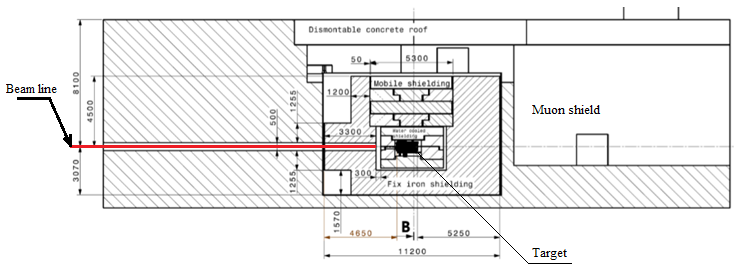 Dismontable concrete roof
50
5300
Beam line
8100
4500
Mobile shielding
1200
1255
500
Muon shield
3300
Water cooled
shielding
3070
1255
300
Fix iron shielding
1570
B
4650
5250
Target
11200